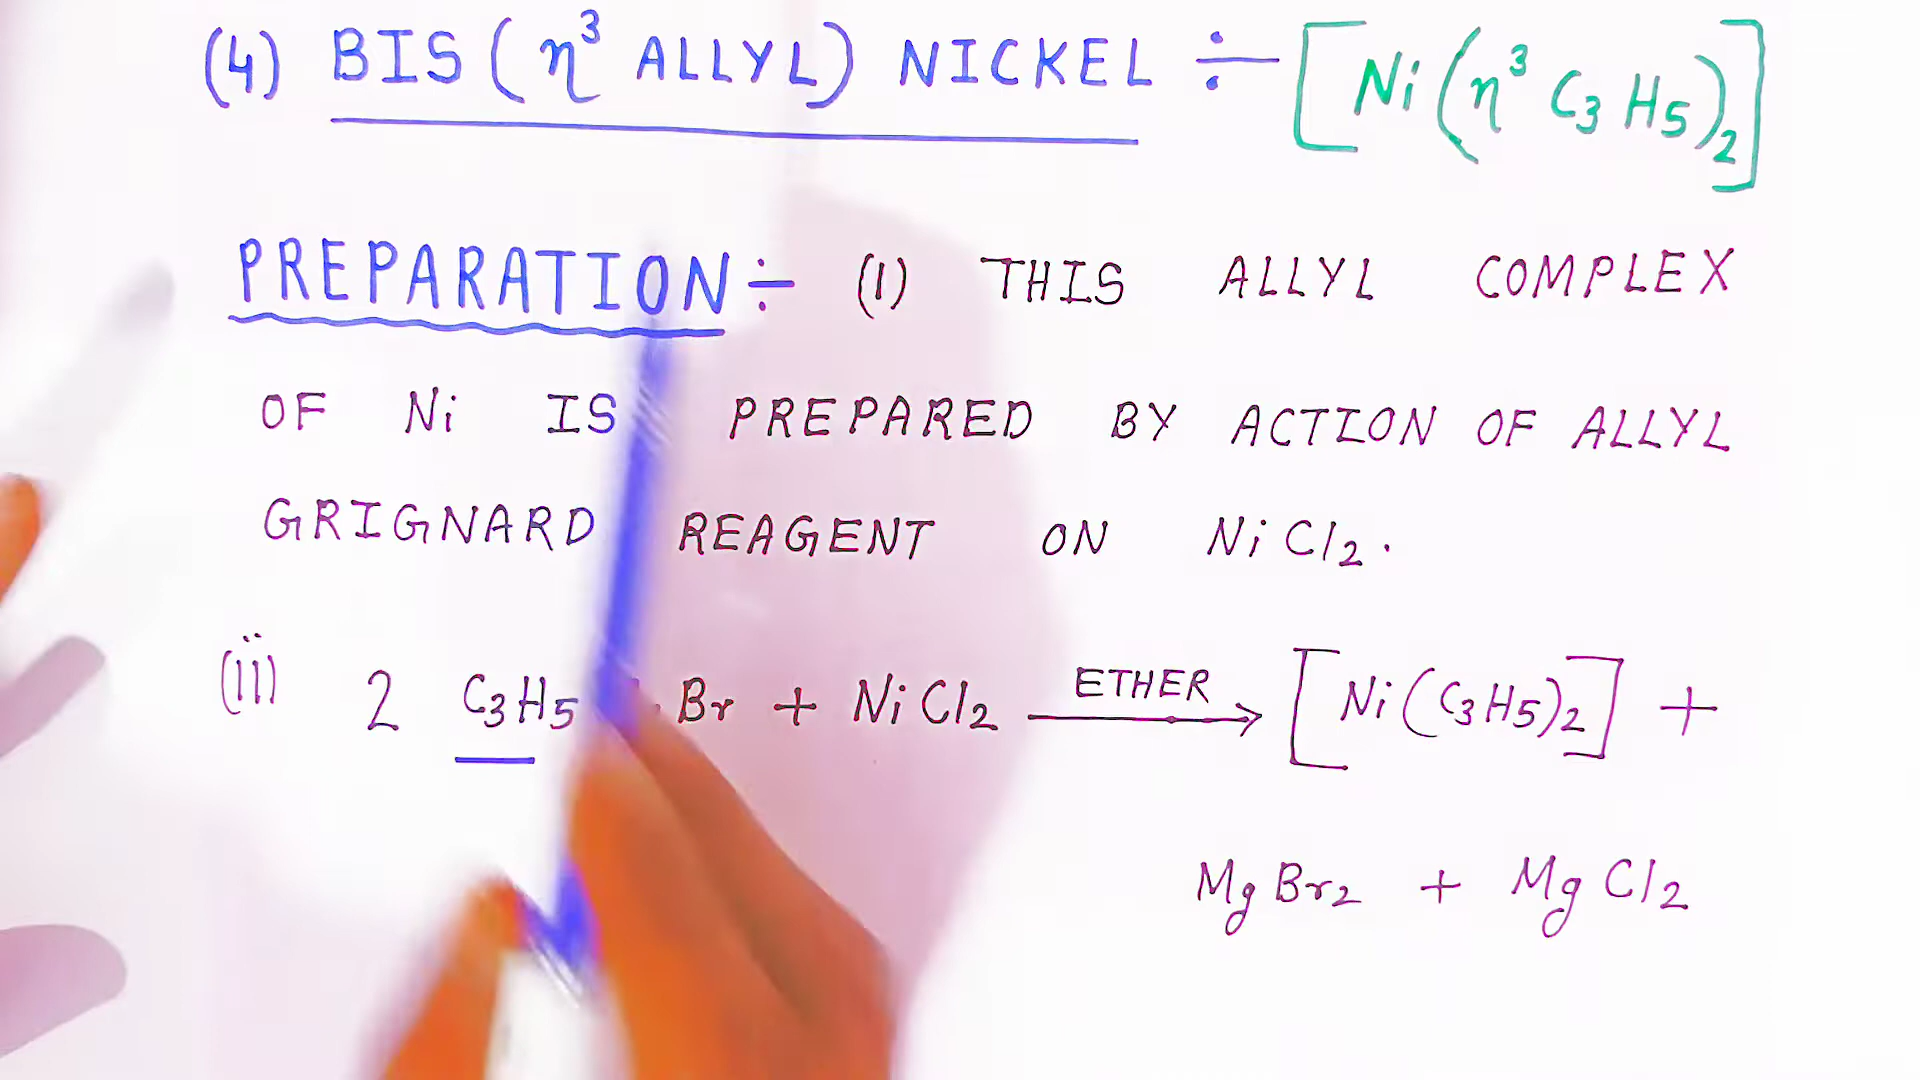 (4) BIS (η³ ALLYL) NICKEL ÷ [Ni(η³ C₃H₅)₂]
PREPARATION ÷ (1) THIS ALLYL COMPLEX
OF Ni IS PREPARED BY ACTION OF ALLYL
GRIGNARD REAGENT ON NiCl₂.
(ii) 2 C₃H₅ Br + NiCl₂ ETHER → [Ni(C₃H₅)₂] +
MgBr₂ + MgCl₂